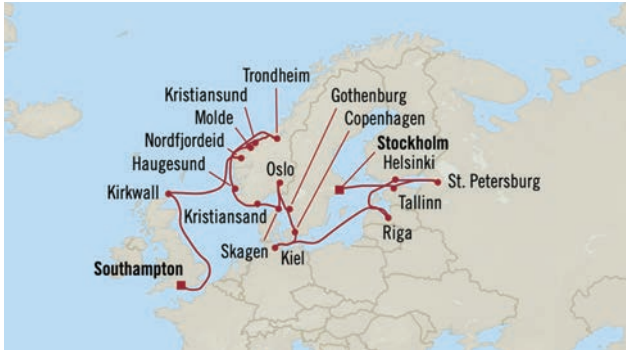 Trondheim
Kristiansund
Gothenburg
Molde
Copenhagen
Nordfjordeid
Stockholm
Haugesund
Oslo
Helsinki
St. Petersburg
Kirkwall
Tallinn
Kristiansand
Riga
Skagen
Kiel
Southampton